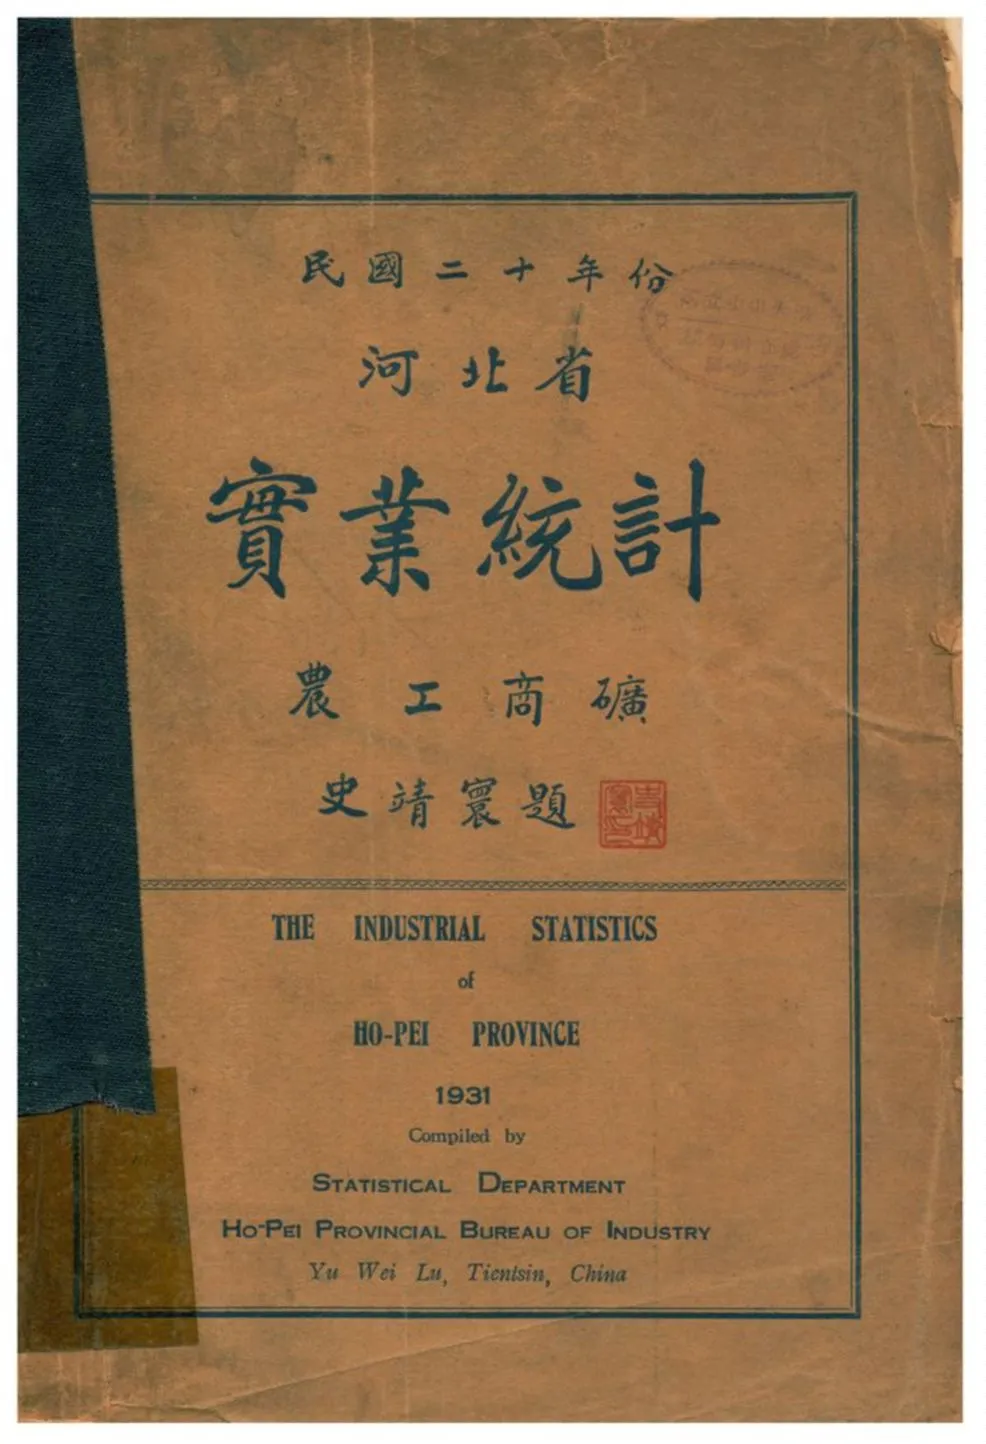 民國二十年份
河北省
實業統計
農工商礦
史靖寰題
THE INDUSTRIAL STATISTICS
of
HO-PEI PROVINCE
1931
Compiled by
STATISTICAL DEPARTMENT
HO-PEI PROVINCIAL BUREAU OF INDUSTRY
Yu Wei Lu, Tientsin, China